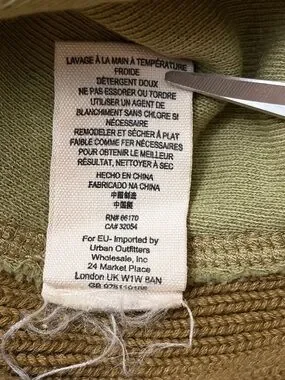 LAVAGE À LA MAIN À TEMPÉRATURE
FROIDE
DÉTERGENT DOUX
NE PAS ESSORER OU TORDRE
UTILISER UN AGENT DE
BLANCHIMENT SANS CHLORE SI
NÉCESSAIRE
REMODELER ET SÉCHER À PLAT
FAIBLE COMME FER NÉCESSAIRES
POUR OBTENIR LE MEILLEUR
RÉSULTAT, NETTOYER À SEC
HECHO EN CHINA
FABRICADO NA CHINA
中国制造
中国製
RN# 66170
CA# 32054
For EU- Imported by
Urban Outfitters
Wholesale, Inc
24 Market Place
London UK W1W 8AN